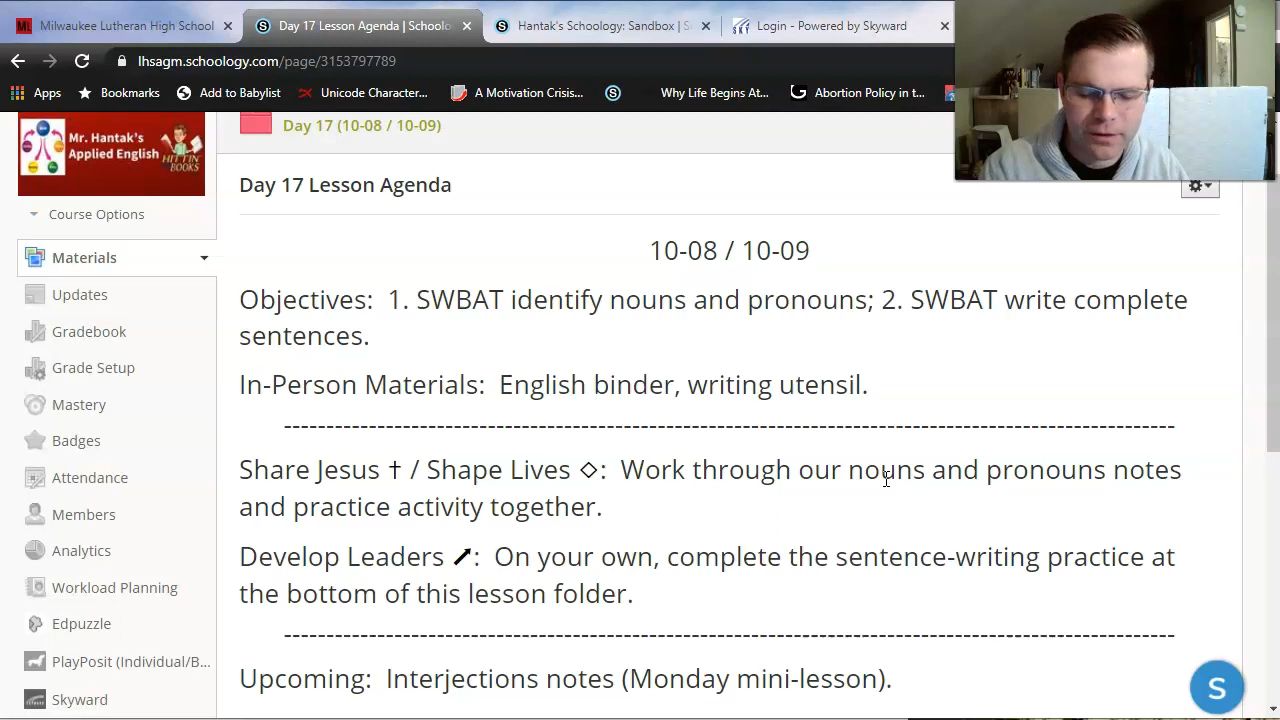 Milwaukee Lutheran High School
Day 17 Lesson Agenda | Schoolo
Hantak's Schoology: Sandbox | S
Login - Powered by Skyward
lhsagm.schoology.com/page/3153797789
Apps
Bookmarks
Add to Babylist
Unicode Character...
A Motivation Crisis...
Why Life Begins At...
Abortion Policy in t...
Mr. Hantak's
Applied English
HITTIN'
BOOKS
Day 17 (10-08 / 10-09)
Day 17 Lesson Agenda
Course Options
Materials
Updates
Gradebook
Grade Setup
Mastery
Badges
Attendance
Members
Analytics
Workload Planning
Edpuzzle
PlayPosit (Individual/B...
Skyward
10-08 / 10-09
Objectives: 1. SWBAT identify nouns and pronouns; 2. SWBAT write complete
sentences.
In-Person Materials: English binder, writing utensil.
Share Jesus † / Shape Lives ◇: Work through our nouns and pronouns notes
and practice activity together.
Develop Leaders ⬈: On your own, complete the sentence-writing practice at
the bottom of this lesson folder.
Upcoming: Interjections notes (Monday mini-lesson).
S